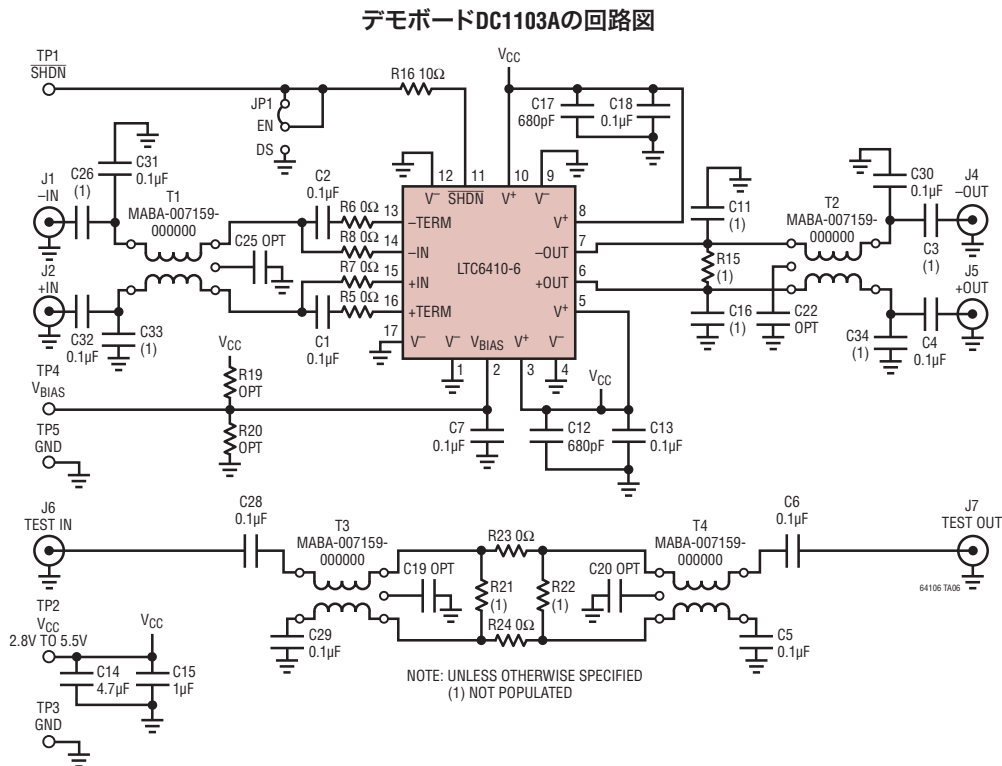 デモボードDC1103Aの回路図
TP1
SHDN
R16 10Ω
VCC
JP1
EN
DS
C17
680pF
C18
0.1µF
C31
0.1µF
J1
–IN
C26
(1)
T1
MABA-007159-
000000
C2
0.1µF
R6 0Ω
R8 0Ω
R7 0Ω
R5 0Ω
C25 OPT
J2
+IN
C32
0.1µF
C33
(1)
C1
0.1µF
12
11
10
9
V–
SHDN
V+
V–
13
–TERM
14
–IN
15
+IN
16
+TERM
17
V–
LTC6410-6
V+
8
–OUT
7
+OUT
6
V+
5
V–
VBIAS
V+
V–
1
2
3
4
C11
(1)
R15
(1)
C16
(1)
C22
OPT
T2
MABA-007159-
000000
C30
0.1µF
J4
–OUT
C3
(1)
J5
+OUT
C34
(1)
C4
0.1µF
VCC
R19
OPT
R20
OPT
TP4
VBIAS
TP5
GND
C7
0.1µF
VCC
C12
680pF
C13
0.1µF
J6
TEST IN
C28
0.1µF
T3
MABA-007159-
000000
C19 OPT
C29
0.1µF
R23 0Ω
R21
(1)
R22
(1)
R24 0Ω
C20 OPT
T4
MABA-007159-
000000
C6
0.1µF
C5
0.1µF
J7
TEST OUT
64106 TA06
TP2
VCC
2.8V TO 5.5V
VCC
C14
4.7µF
C15
1µF
TP3
GND
NOTE: UNLESS OTHERWISE SPECIFIED
(1) NOT POPULATED